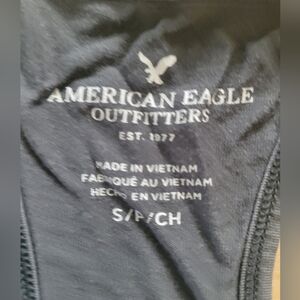 AMERICAN EAGLE
OUTFITTERS
EST. 1977
MADE IN VIETNAM
FABRIQUÉ AU VIETNAM
HECHO EN VIETNAM
S/P/CH